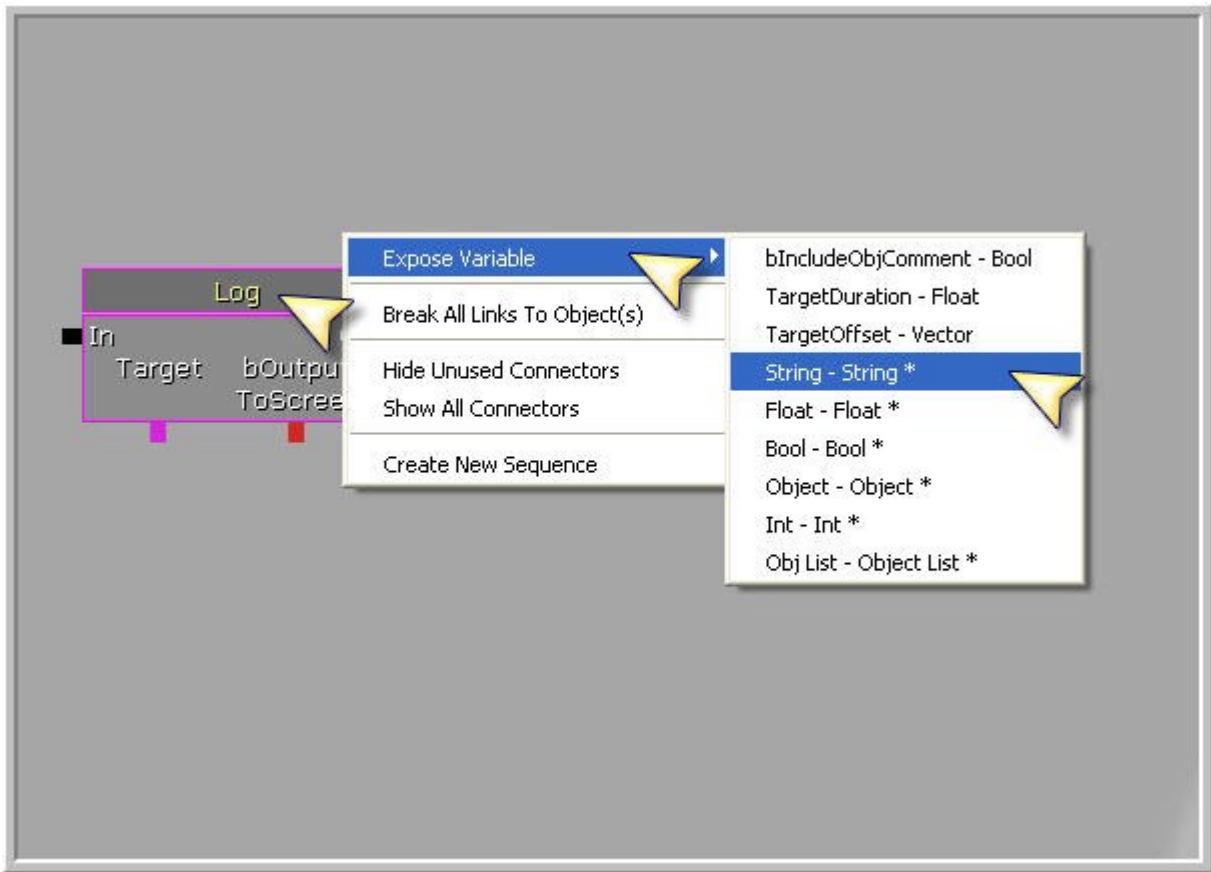 Log
In
Target bOutpu
ToScree
Expose Variable
Break All Links To Object(s)
Hide Unused Connectors
Show All Connectors
Create New Sequence
bIncludeObjComment - Bool
TargetDuration - Float
TargetOffset - Vector
String - String *
Float - Float *
Bool - Bool *
Object - Object *
Int - Int *
Obj List - Object List *